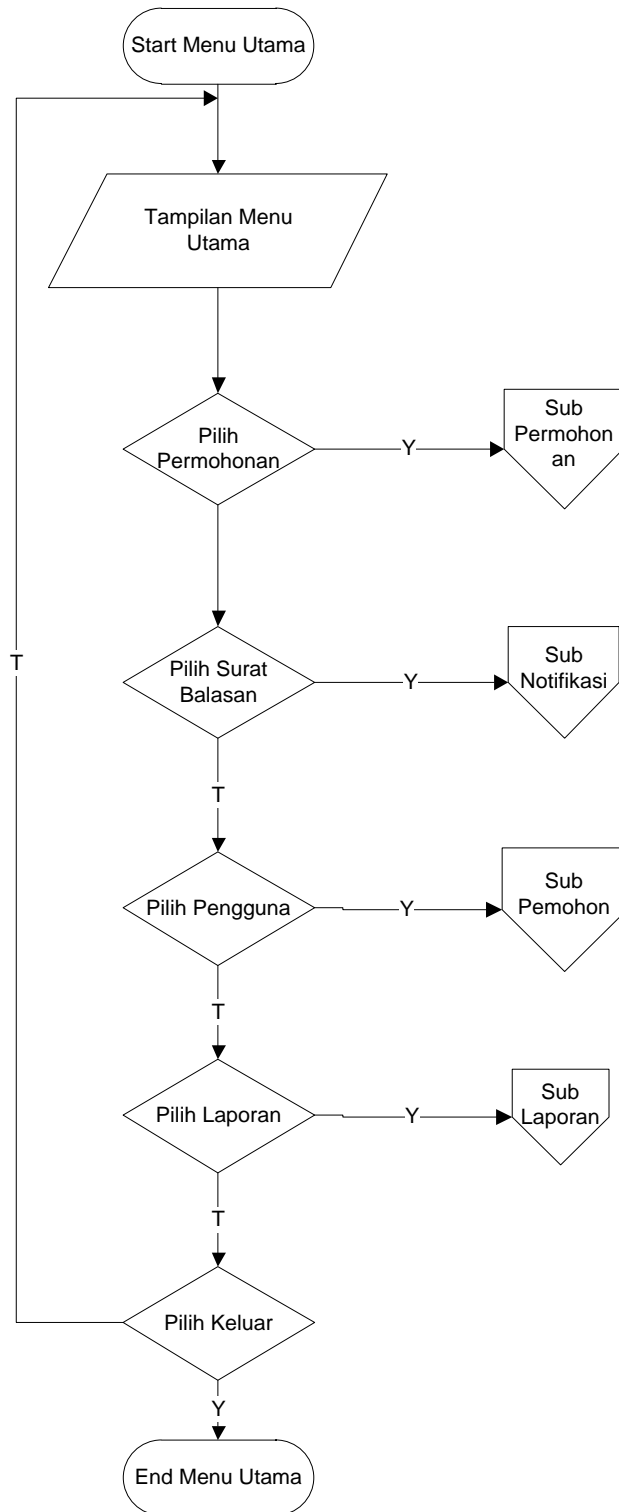 Start Menu Utama
Tampilan Menu
Utama
Pilih
Permohonan
Y
Sub
Permohon
an
Pilih Surat
Balasan
Y
Sub
Notifikasi
T
T
Pilih Pengguna
Y
Sub
Pemohon
T
Pilih Laporan
Y
Sub
Laporan
T
Pilih Keluar
Y
End Menu Utama